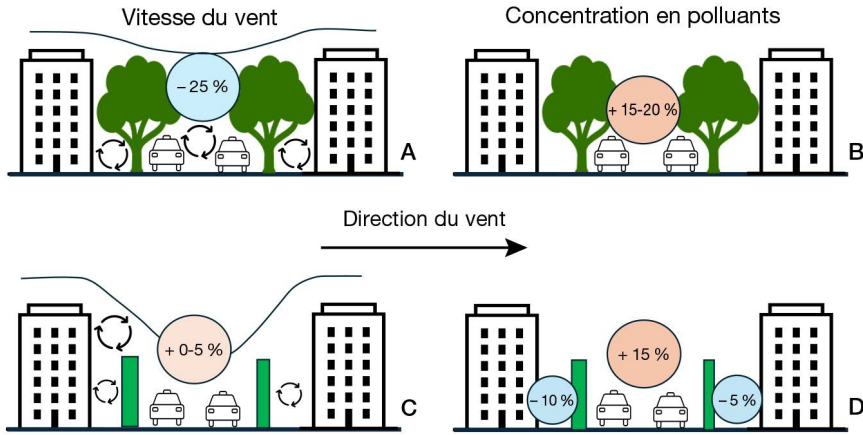 Vitesse du vent
Concentration en polluants
– 25 %
+ 15-20 %
A
B
Direction du vent
+ 0-5 %
+ 15 %
– 10 %
– 5 %
C
D